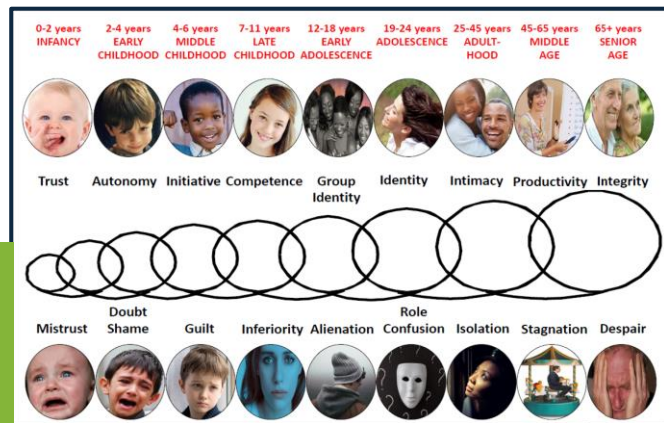 0-2 years
INFANCY
2-4 years
EARLY
CHILDHOOD
4-6 years
MIDDLE
CHILDHOOD
7-11 years
LATE
CHILDHOOD
12-18 years
EARLY
ADOLESCENCE
19-24 years
ADOLESCENCE
25-45 years
ADULT-
HOOD
45-65 years
MIDDLE
AGE
65+ years
SENIOR
AGE
Trust
Autonomy
Initiative
Competence
Group
Identity
Identity
Intimacy
Productivity
Integrity
Mistrust
Doubt
Shame
Guilt
Inferiority
Alienation
Role
Confusion
Isolation
Stagnation
Despair